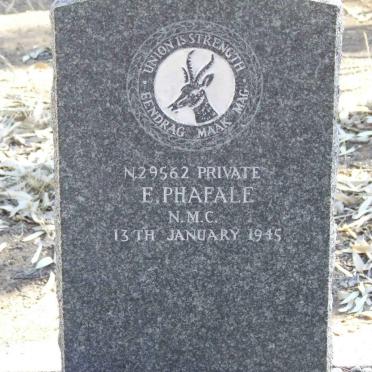 UNION IS STRENGTH
EENDRAG MAAK MAG
N.29562 PRIVATE
E. PHAFALE
N.M.C.
13TH JANUARY 1945